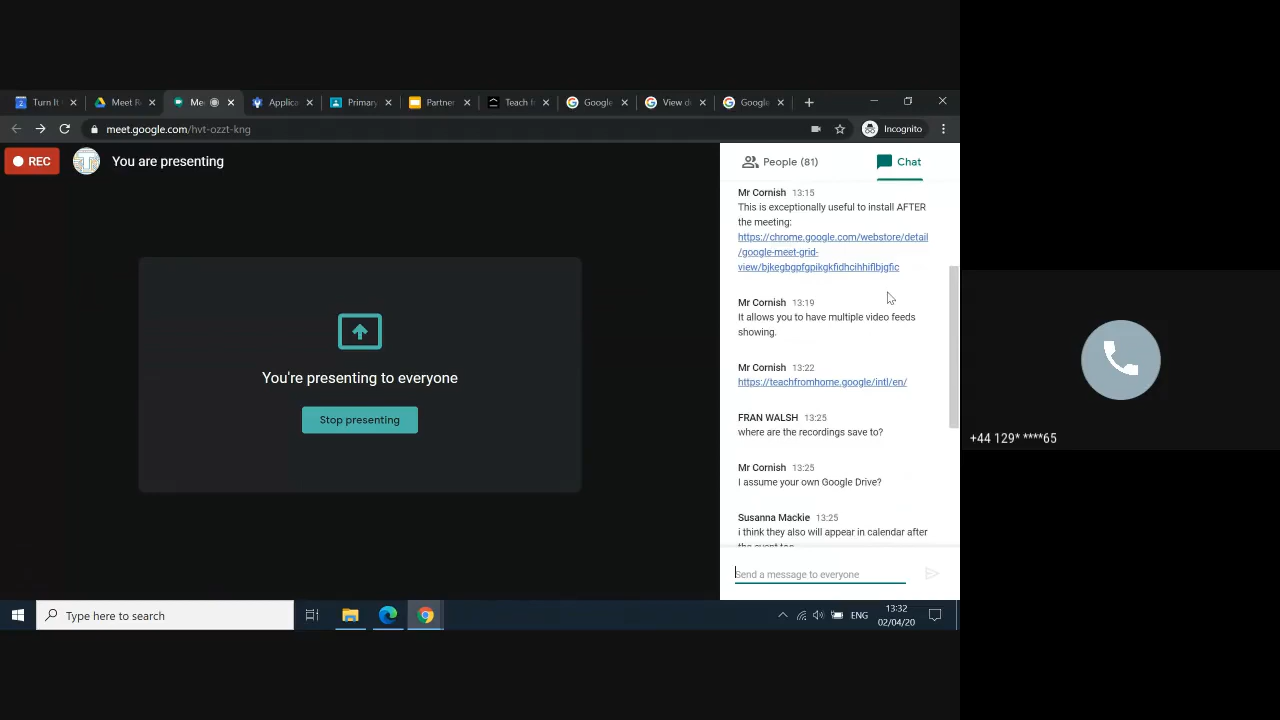 Turn It
Meet R
Me
Applica
Primary
Partner
Teach f
Google
View d
Google
meet.google.com/hvt-ozzt-kng
Incognito
REC
You are presenting
People (81)
Chat
Mr Cornish 13:15
This is exceptionally useful to install AFTER
the meeting:
https://chrome.google.com/webstore/detail
/google-meet-grid-
view/bjkegbgpfgpikgkfidhcihhiflbjgfic
Mr Cornish 13:19
It allows you to have multiple video feeds
showing.
Mr Cornish 13:22
https://teachfromhome.google/intl/en/
FRAN WALSH 13:25
where are the recordings save to?
Mr Cornish 13:25
I assume your own Google Drive?
Susanna Mackie 13:25
i think they also will appear in calendar after
the event too
Send a message to everyone
You're presenting to everyone
Stop presenting
+44 129* ****65
Type here to search
ENG
13:32
02/04/20